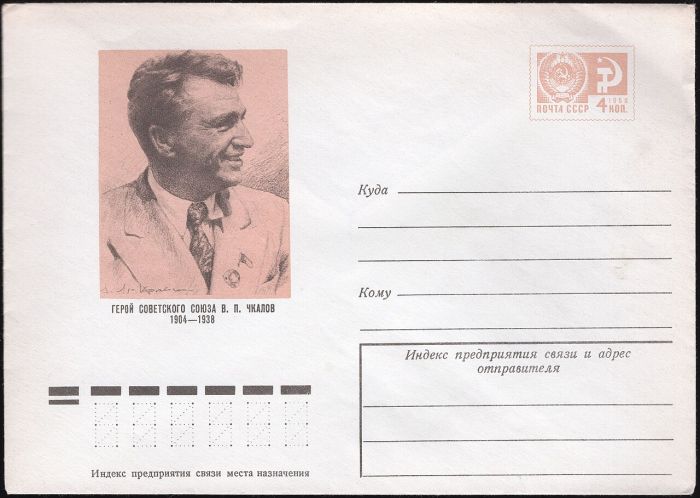 ПОЧТА СССР
1966
4 КОП.
ГЕРОЙ СОВЕТСКОГО СОЮЗА В. П. ЧКАЛОВ
1904—1938
Куда
Кому
Индекс предприятия связи и адрес
отправителя
Индекс предприятия связи места назначения